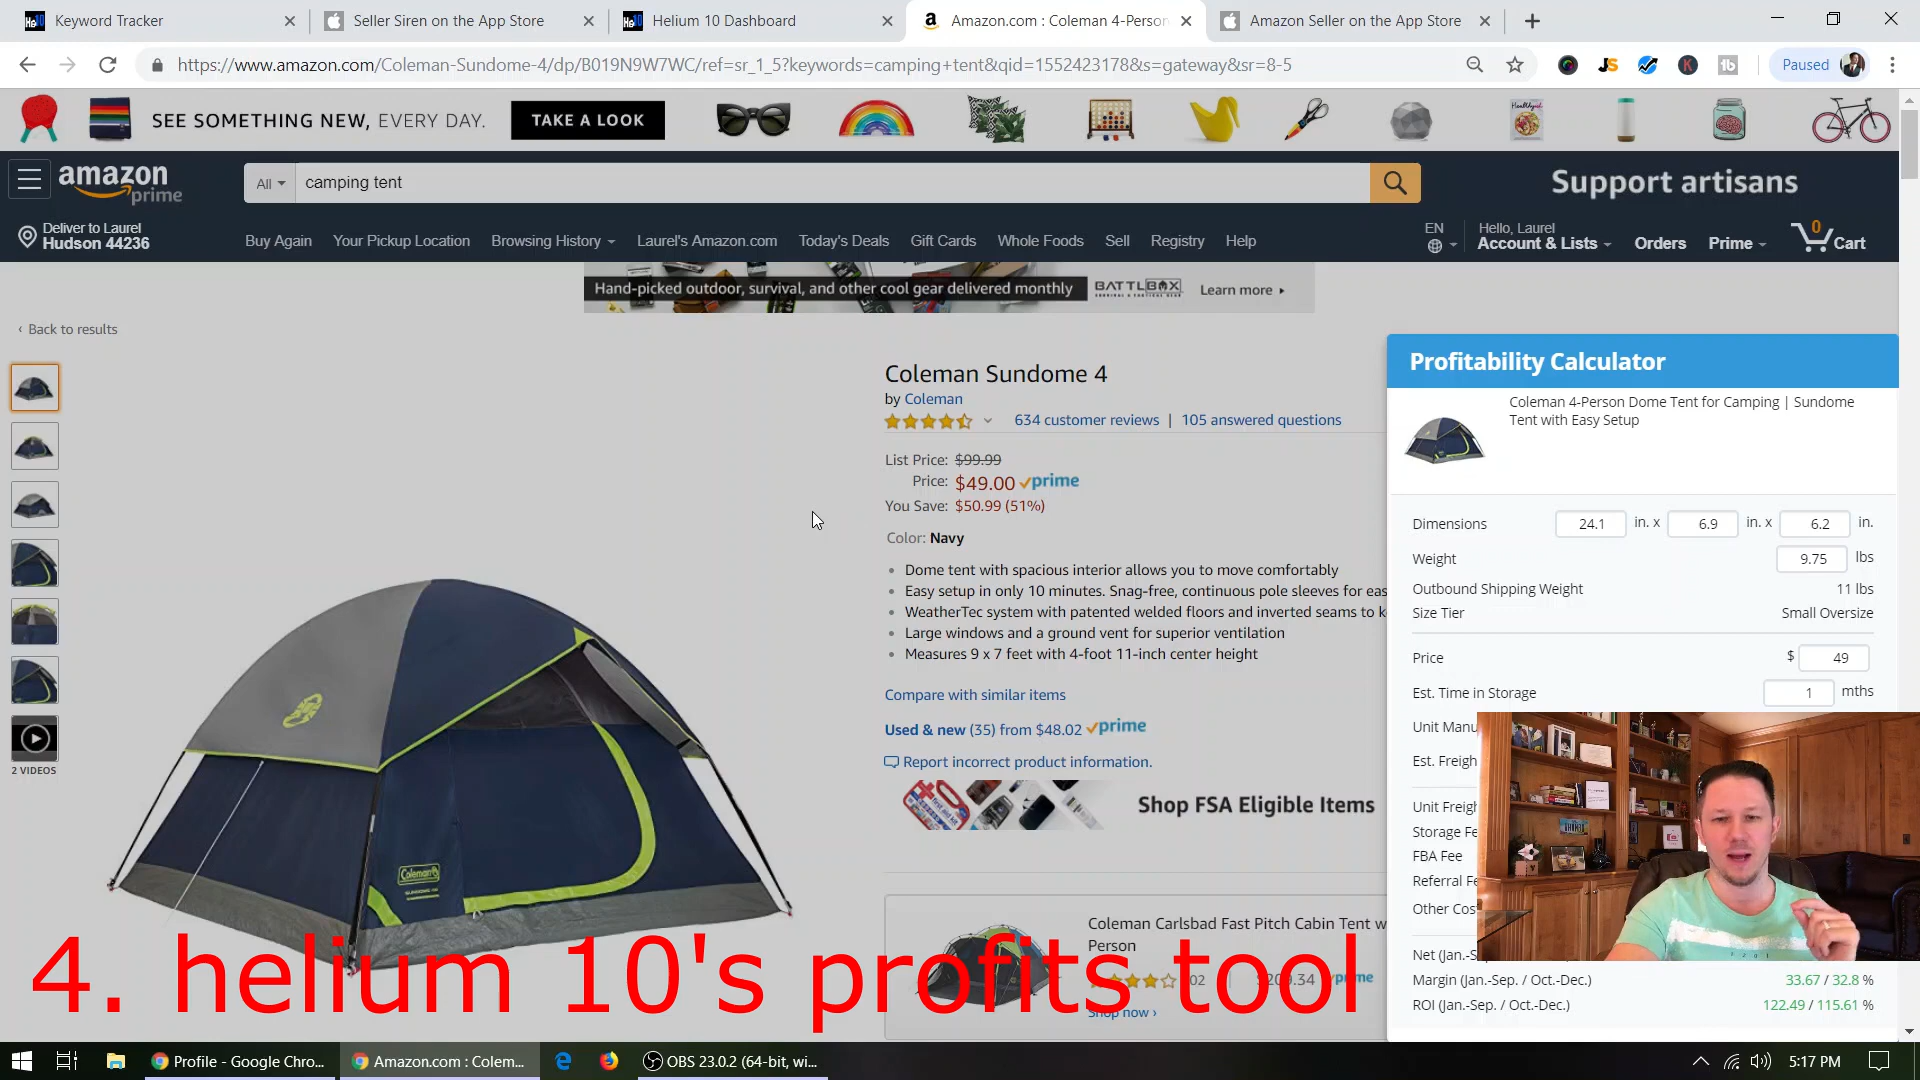 Keyword Tracker
Seller Siren on the App Store
Helium 10 Dashboard
Amazon.com : Coleman 4-Person
Amazon Seller on the App Store
https://www.amazon.com/Coleman-Sundome-4/dp/B019N9W7WC/ref=sr_1_5?keywords=camping+tent&qid=1552423178&s=gateway&sr=8-5
Paused
SEE SOMETHING NEW, EVERY DAY.
TAKE A LOOK
amazon prime
All
camping tent
Support artisans
Deliver to Laurel
Hudson 44236
Buy Again
Your Pickup Location
Browsing History
Laurel's Amazon.com
Today's Deals
Gift Cards
Whole Foods
Sell
Registry
Help
EN
Hello, Laurel
Account & Lists
Orders
Prime
0
Cart
Hand-picked outdoor, survival, and other cool gear delivered monthly
BATTLBOX
Learn more
‹ Back to results
2 VIDEOS
Coleman
Coleman Sundome 4
by Coleman
634 customer reviews | 105 answered questions
List Price: $99.99
Price: $49.00 prime
You Save: $50.99 (51%)
Color: Navy
Dome tent with spacious interior allows you to move comfortably
Easy setup in only 10 minutes. Snag-free, continuous pole sleeves for eas
WeatherTec system with patented welded floors and inverted seams to k
Large windows and a ground vent for superior ventilation
Measures 9 x 7 feet with 4-foot 11-inch center height
Compare with similar items
Used & new (35) from $48.02 prime
Report incorrect product information.
Shop FSA Eligible Items
Coleman Carlsbad Fast Pitch Cabin Tent w
Person
$209.34
Shop now ›
Profitability Calculator
Coleman 4-Person Dome Tent for Camping | Sundome
Tent with Easy Setup
Dimensions 24.1 in. x 6.9 in. x 6.2 in.
Weight 9.75 lbs
Outbound Shipping Weight 11 lbs
Size Tier Small Oversize
Price $ 49
Est. Time in Storage 1 mths
Unit Manu
Est. Freigh
Unit Freigh
Storage Fe
FBA Fee
Referral Fe
Other Cos
Net (Jan.-S
Margin (Jan.-Sep. / Oct.-Dec.) 33.67 / 32.8 %
ROI (Jan.-Sep. / Oct.-Dec.) 122.49 / 115.61 %
4. helium 10's profits tool
Profile - Google Chro...
Amazon.com : Colem...
OBS 23.0.2 (64-bit, wi...
5:17 PM